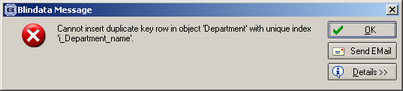 Blindata Message
Cannot insert duplicate key row in object 'Department' with unique index
'i_Department_name'.
OK
Send EMail
Details >>